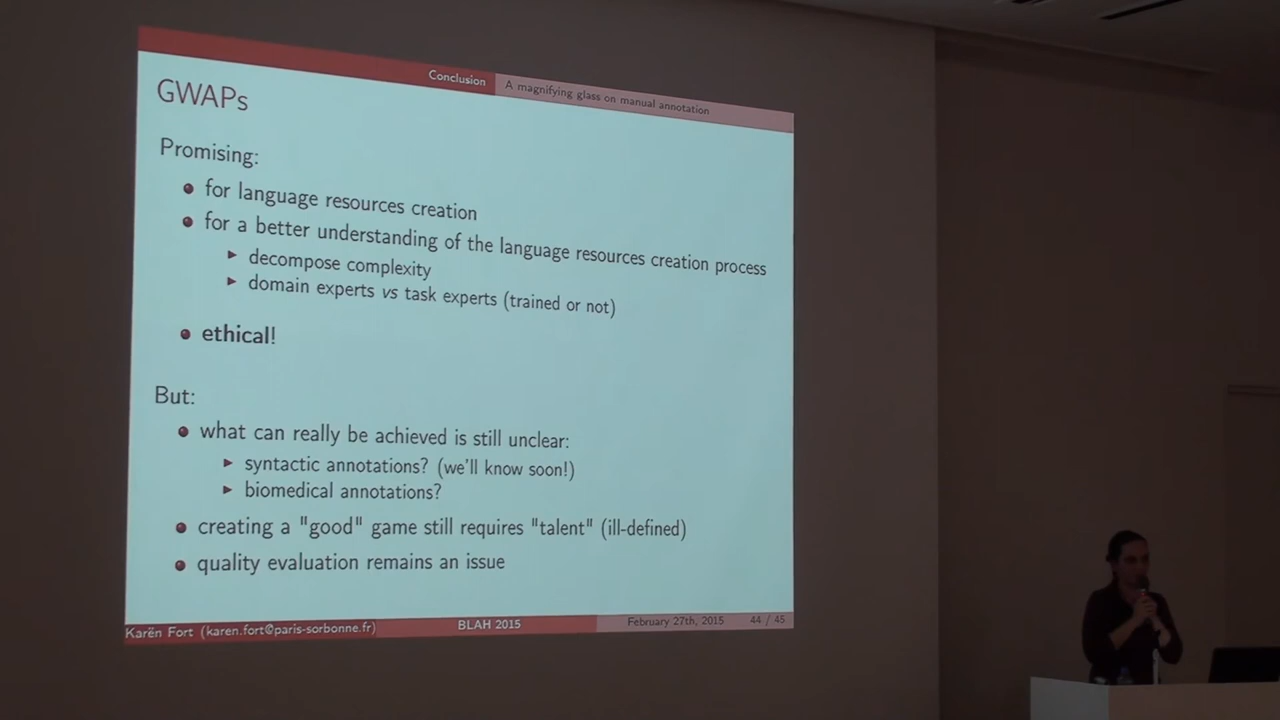 Conclusion
A magnifying glass on manual annotation
GWAPs
Promising:
for language resources creation
for a better understanding of the language resources creation process
decompose complexity
domain experts vs task experts (trained or not)
ethical!
But:
what can really be achieved is still unclear:
syntactic annotations? (we'll know soon!)
biomedical annotations?
creating a "good" game still requires "talent" (ill-defined)
quality evaluation remains an issue
Karën Fort (karen.fort@paris-sorbonne.fr)
BLAH 2015
February 27th, 2015
44 / 45